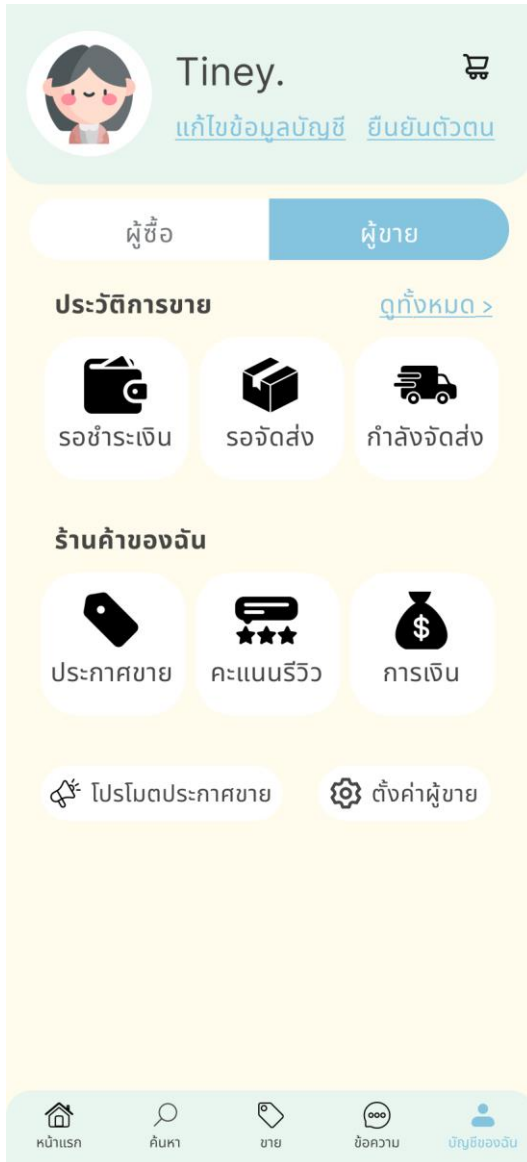 Tiney.
แก้ไขข้อมูลบัญชี ยืนยันตัวตน
ผู้ซื้อ ผู้ขาย
ประวัติการขาย ดูทั้งหมด >
รอชำระเงิน รอจัดส่ง กำลังจัดส่ง
ร้านค้าของฉัน
$
ประกาศขาย คะแนนรีวิว การเงิน
โปรโมตประกาศขาย ตั้งค่าผู้ขาย
หน้าแรก ค้นหา ขาย ข้อความ บัญชีของฉัน